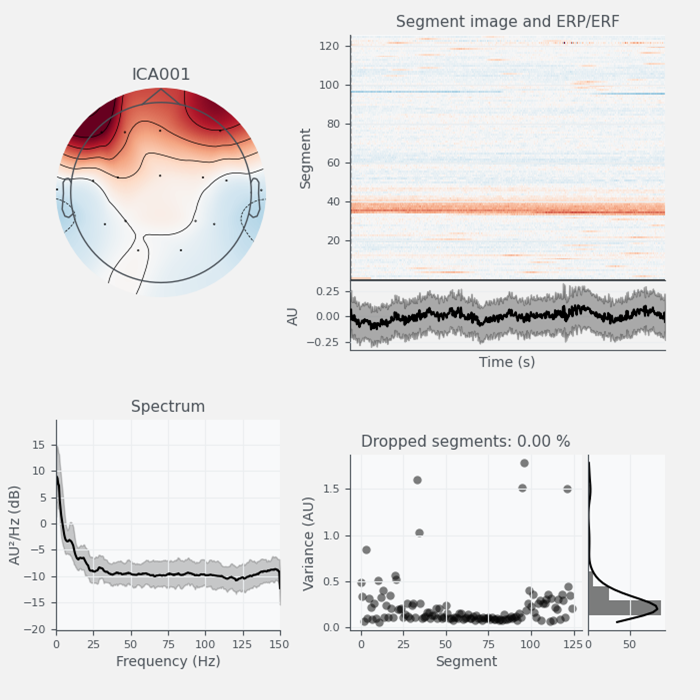 ICA001
Segment image and ERP/ERF
Segment
120
100
80
60
40
20
AU
0.25
0.00
−0.25
Time (s)
Spectrum
AU²/Hz (dB)
15
10
5
0
−5
−10
−15
−20
0 25 50 75 100 125 150
Frequency (Hz)
Dropped segments: 0.00 %
Variance (AU)
1.5
1.0
0.5
0.0
0 25 50 75 100 125
Segment
0 50